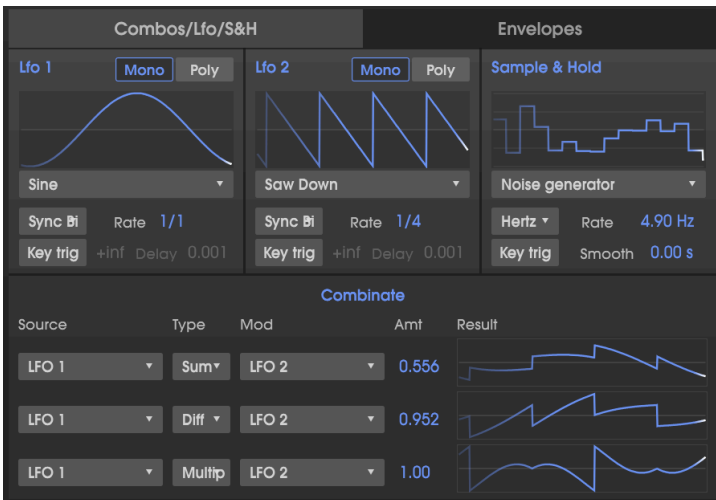 Combos/Lfo/S&H Envelopes
Lfo 1 Mono Poly Lfo 2 Mono Poly Sample & Hold
Sine Saw Down Noise generator
Sync Rate 1/1 Sync Rate 1/4 Hertz Rate 4.90 Hz
Key trig +inf Delay 0.001 Key trig +inf Delay 0.001 Key trig Smooth 0.00 s
Combinate
Source Type Mod Amt Result
LFO 1 Sum LFO 2 0.556
LFO 1 Diff LFO 2 0.952
LFO 1 LFO 2 1.00